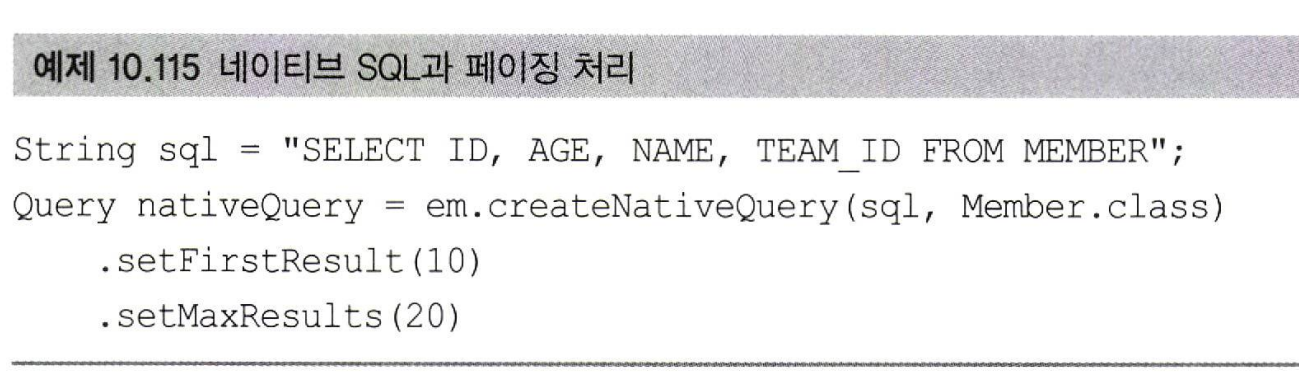 예제 10.115 네이티브 SQL과 페이징 처리
String sql = "SELECT ID, AGE, NAME, TEAM_ID FROM MEMBER";
Query nativeQuery = em.createNativeQuery(sql, Member.class)
    .setFirstResult(10)
    .setMaxResults(20)